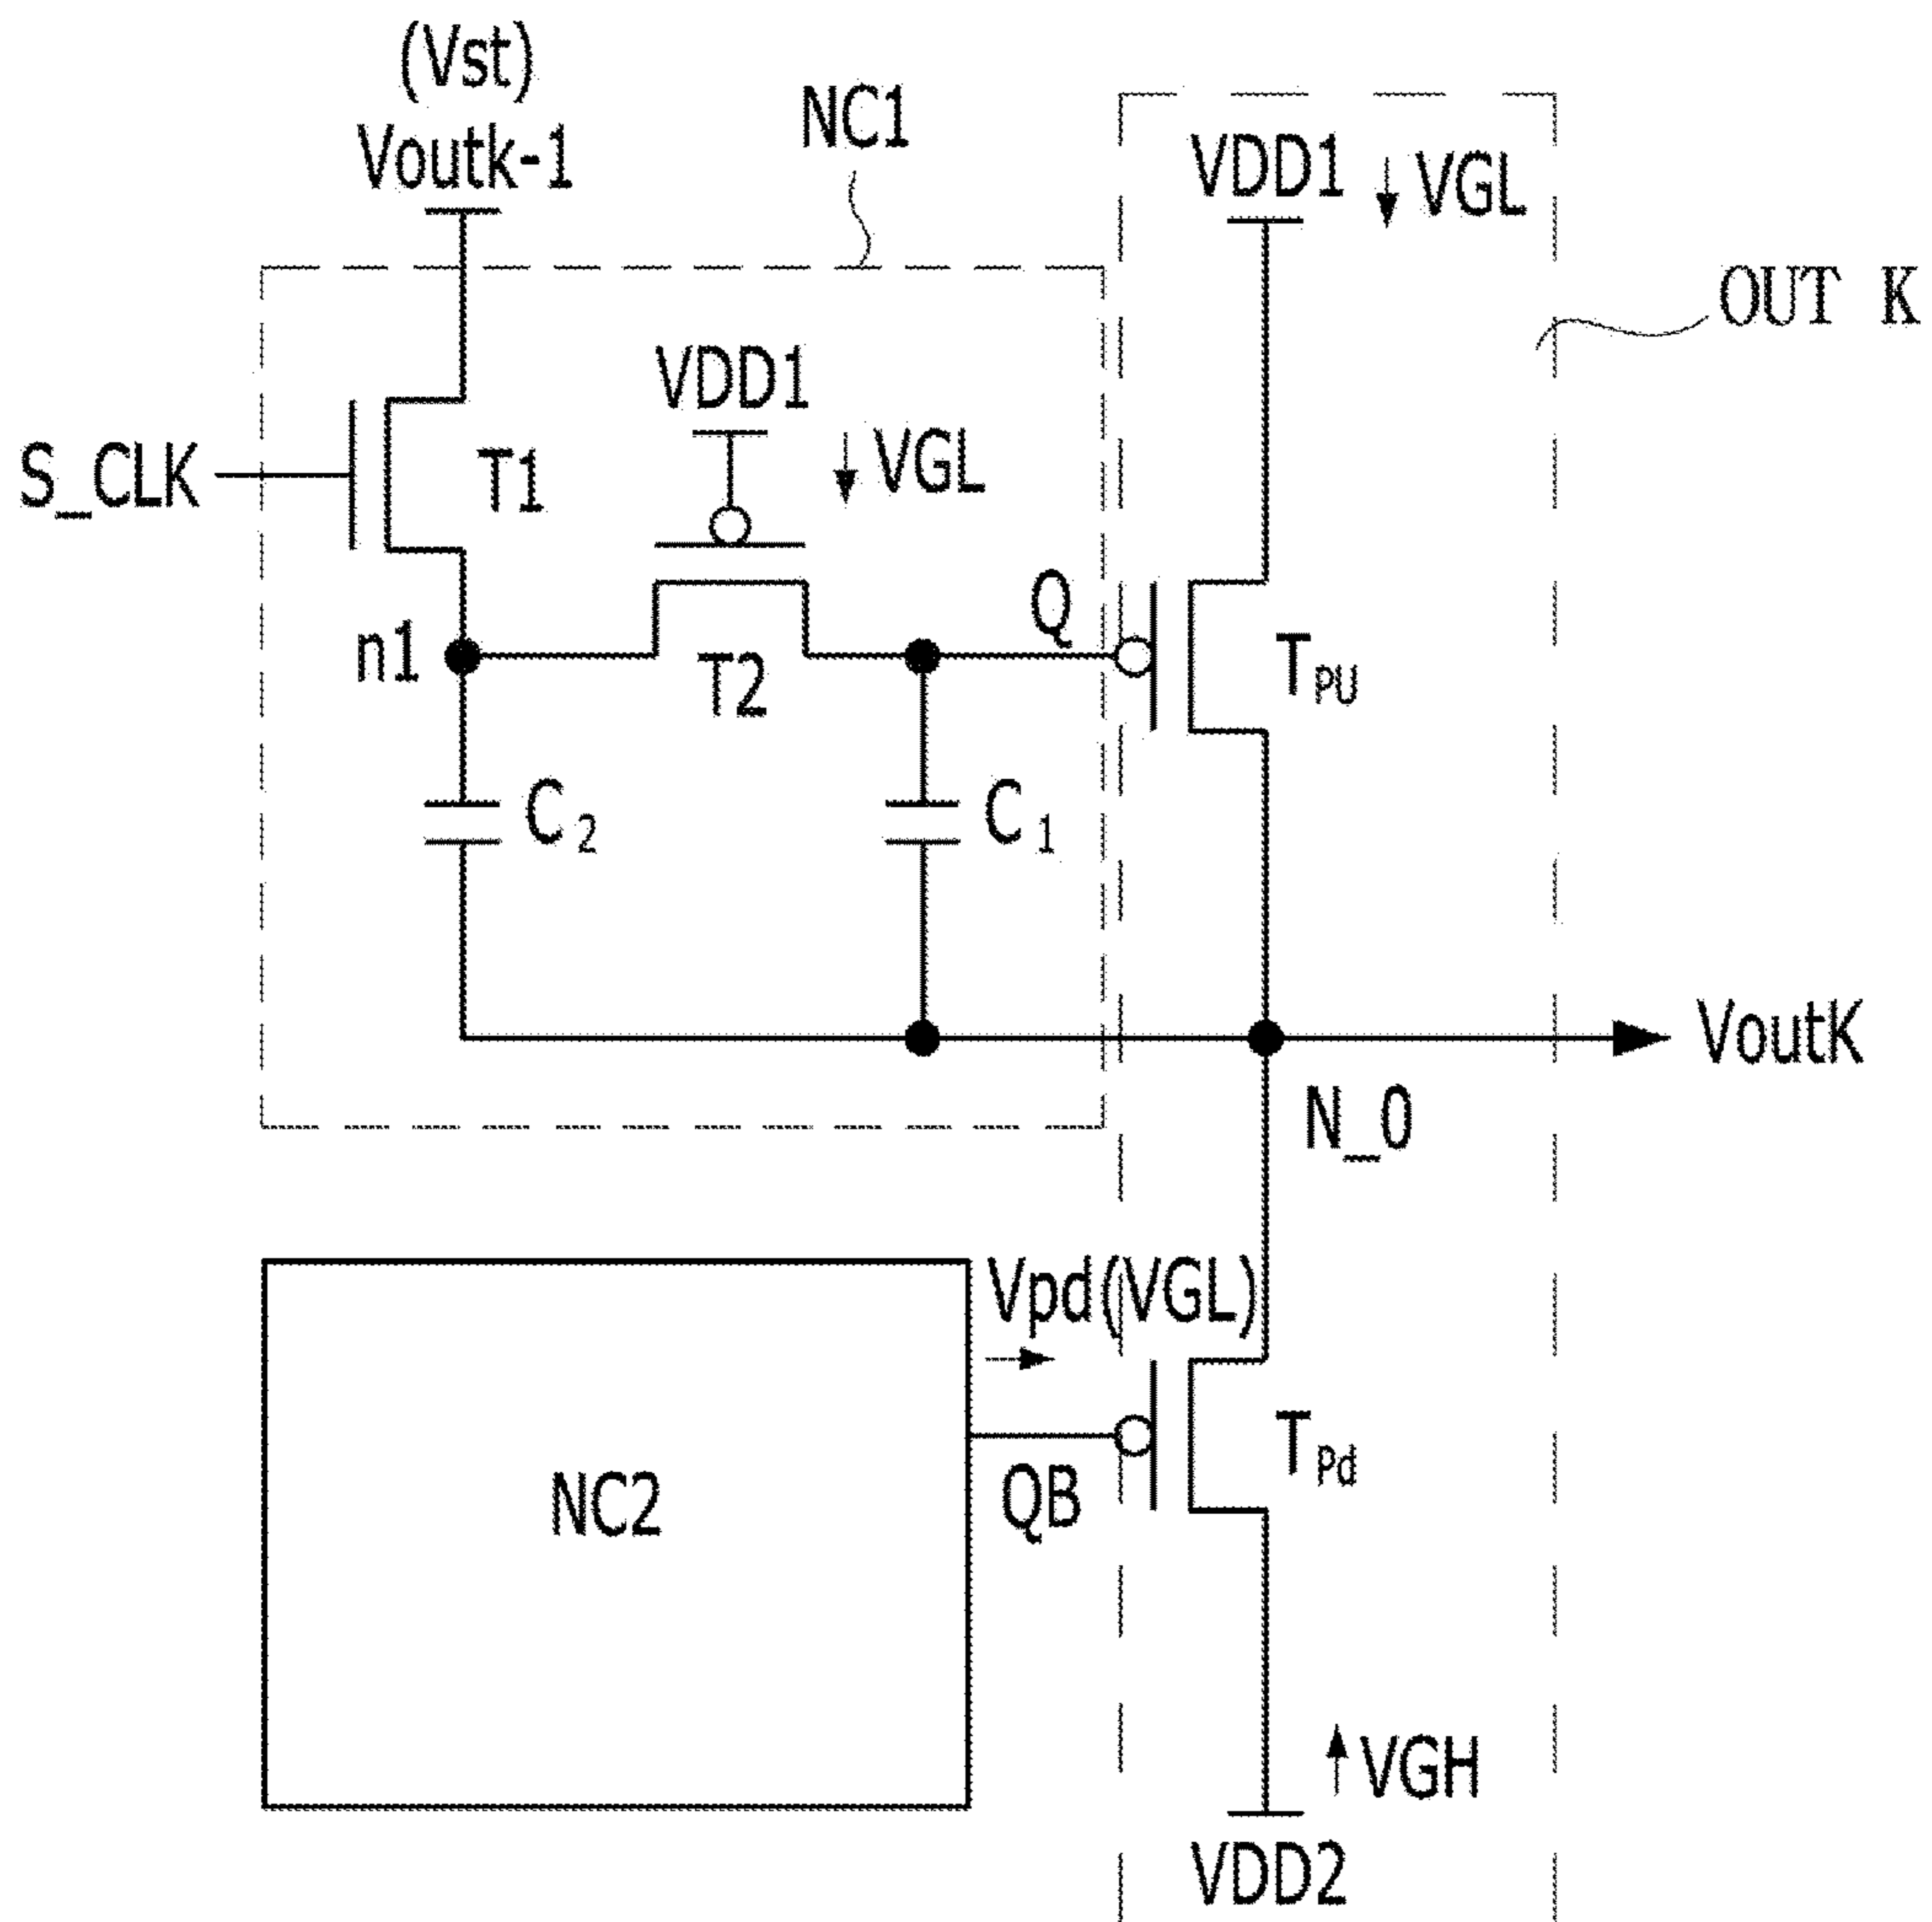 (Vst)
Voutk-1
NC1
VDD1
VGL
OUT K
VDD1
VGL
S_CLK
T1
Q
n1
T2
TPU
C2
C1
VoutK
N_0
Vpd(VGL)
TPd
QB
NC2
VGH
VDD2